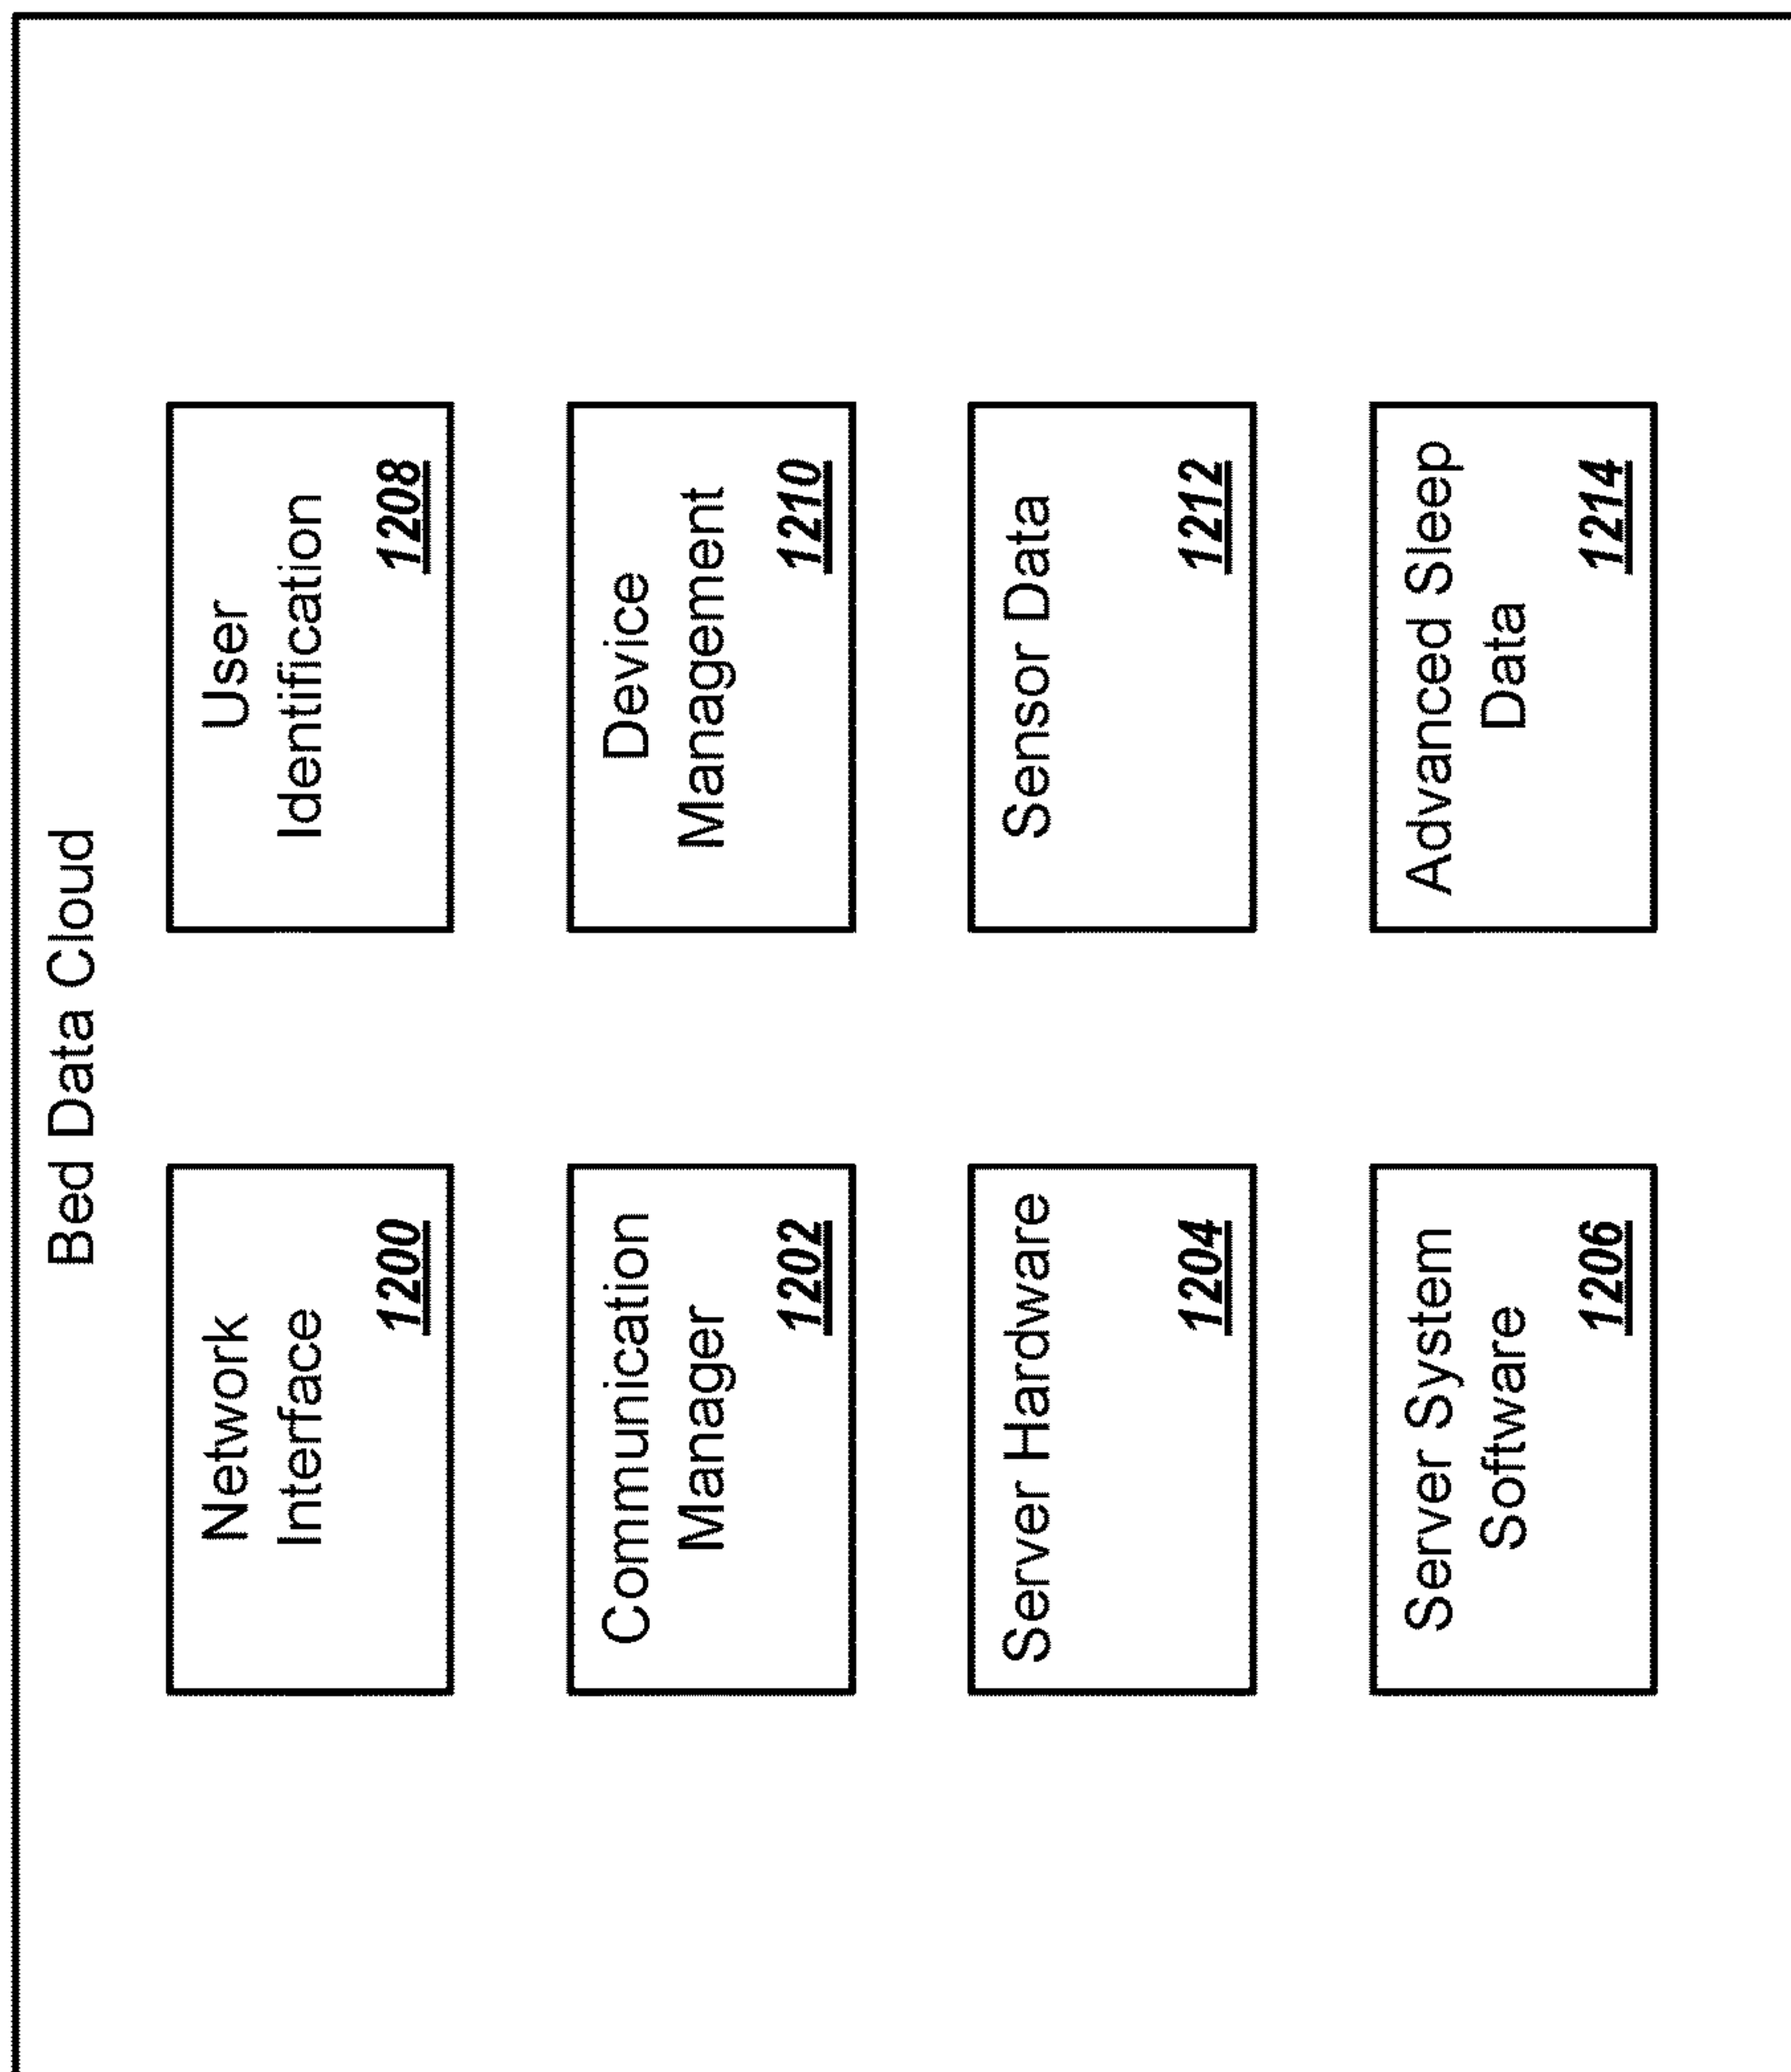 Bed Data Cloud
Network
Interface
1200
Communication
Manager
1202
Server Hardware
1204
Server System
Software
1206
User
Identification
1208
Device
Management
1210
Sensor Data
1212
Advanced Sleep
Data
1214